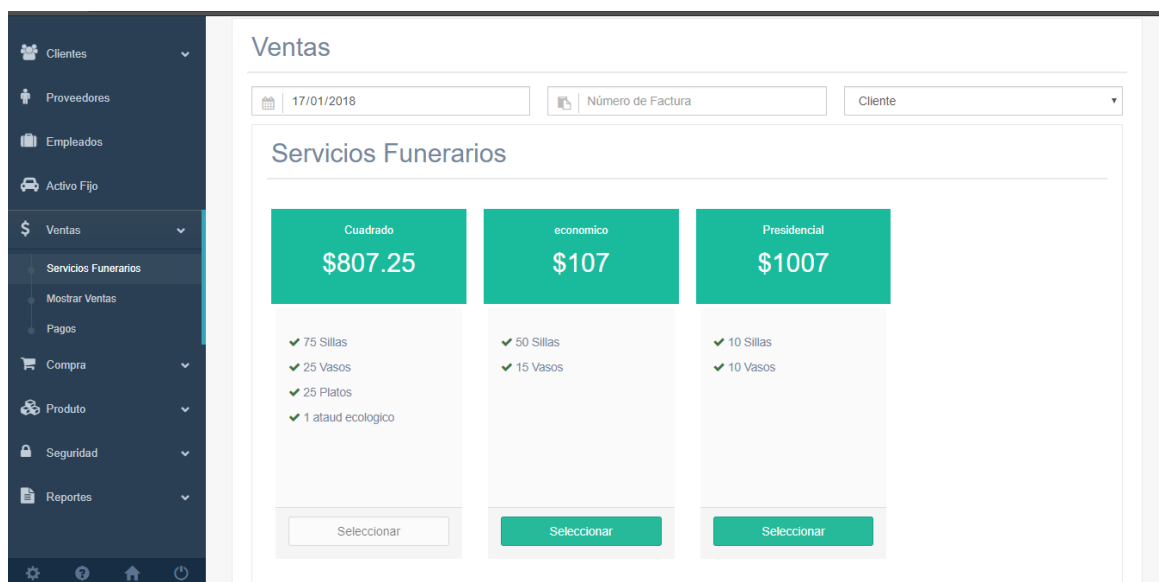 Clientes
Proveedores
Empleados
Activo Fijo
Ventas
Servicios Funerarios
Mostrar Ventas
Pagos
Compra
Produto
Seguridad
Reportes
Ventas
17/01/2018
Número de Factura
Cliente
Servicios Funerarios
Cuadrado
$807.25
75 Sillas
25 Vasos
25 Platos
1 ataud ecologico
Seleccionar
economico
$107
50 Sillas
15 Vasos
Seleccionar
Presidencial
$1007
10 Sillas
10 Vasos
Seleccionar